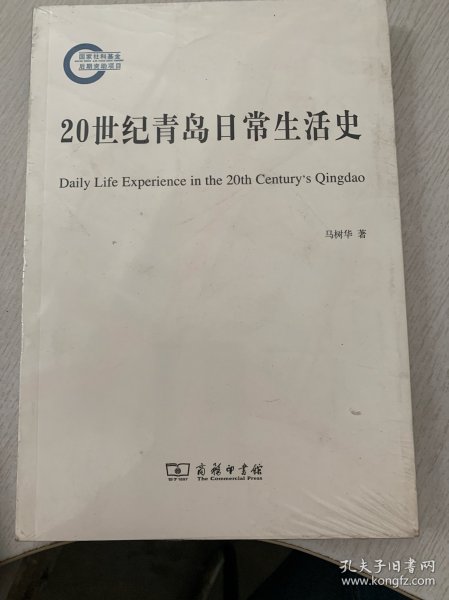 国家社科基金
后期资助项目
20世纪青岛日常生活史
Daily Life Experience in the 20th Century's Qingdao
马树华 著
商务印书馆
The Commercial Press
孔夫子旧书网
www.kongfz.com